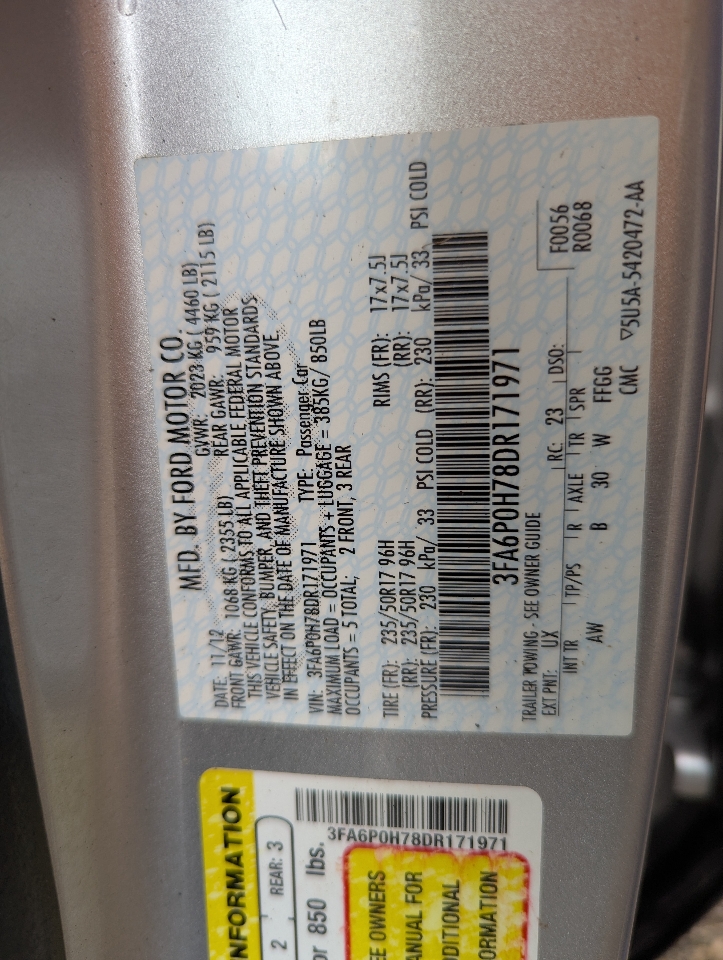 MFD. BY FORD MOTOR CO.
DATE: 11/12 GVWR: 2023 KG ( 4460 LB)
FRONT GAWR: 1068 KG ( 2355 LB) REAR GAWR: 959 KG ( 2115 LB)
THIS VEHICLE CONFORMS TO ALL APPLICABLE FEDERAL MOTOR
VEHICLE SAFETY, BUMPER, AND THEFT PREVENTION STANDARDS
IN EFFECT ON THE DATE OF MANUFACTURE SHOWN ABOVE.
VIN: 3FA6P0H78DR171971 TYPE: Passenger Car
MAXIMUM LOAD = OCCUPANTS + LUGGAGE = 385KG/ 850LB
OCCUPANTS = 5 TOTAL; 2 FRONT, 3 REAR
TIRE (FR): 235/50R17 96H RIMS (FR): 17x7.5J
(RR): 235/50R17 96H (RR): 17x7.5J
PRESSURE (FR): 230 kPa/ 33 PSI COLD (RR): 230 kPa/ 33 PSI COLD
3FA6P0H78DR171971
TRAILER TOWING - SEE OWNER GUIDE
EXT PNT: UX RC: 23 DSO: F0056
R0068
INT TR TP/PS R AXLE TR SPR
AW B 30 W FFGG
CMC ▽5U5A-5420472-AA
NFORMATION
2 REAR: 3
or 850 lbs.
3FA6P0H78DR171971
EE OWNERS
ANUAL FOR
DDITIONAL
ORMATION